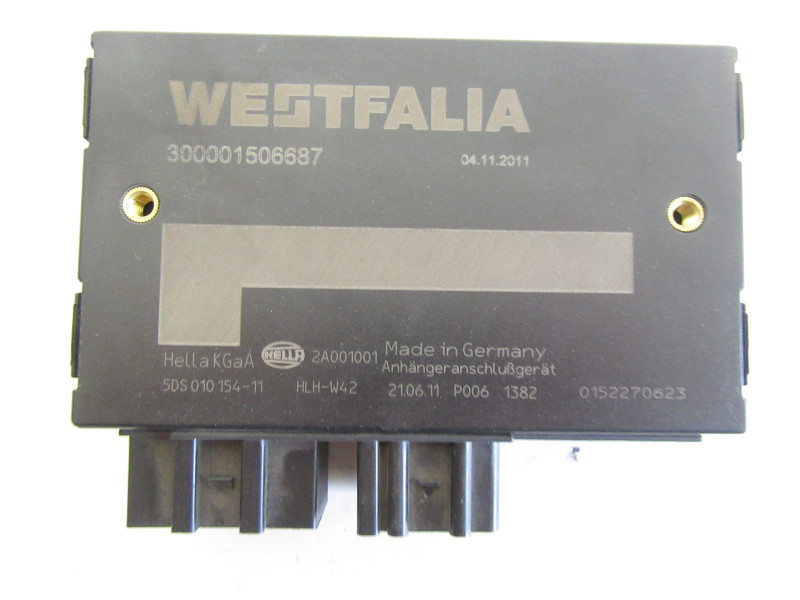 WESTFALIA
300001506687 04.11.2011
Hella KGaA HELLA 2A001001 Made in Germany
Anhängeranschlußgerät
5DS 010 154-11 HLH-W42 21.06.11 P006 1382 0152270623